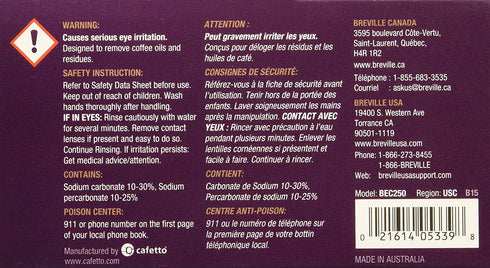 WARNING:
Causes serious eye irritation.
Designed to remove coffee oils and
residues.
SAFETY INSTRUCTION:
Refer to Safety Data Sheet before use.
Keep out of reach of children. Wash
hands thoroughly after handling.
IF IN EYES: Rinse cautiously with water
for several minutes. Remove contact
lenses if present and easy to do so.
Continue Rinsing. If irritation persists:
Get medical advice/attention.
CONTAINS:
Sodium carbonate 10-30%, Sodium
percarbonate 10-25%
POISON CENTER:
911 or phone number on the first page
of your local phone book.
Manufactured by cafetto
www.cafetto.com
ATTENTION :
Peut gravement irriter les yeux.
Conçus pour déloger les résidus et les
huiles de café.
CONSIGNES DE SÉCURITÉ:
Référez-vous à la fiche de sécurité avant
l'utilisation. Tenir hors de la portée des
enfants. Laver soigneusement les mains
après la manipulation. CONTACT AVEC
YEUX : Rincer avec précaution à l'eau
pendant plusieurs minutes. Enlever les
lentilles cornéennes si présent et
facile à faire. Continuer à rincer.
CONTIENT:
Carbonate de Sodium 10-30%,
Percarbonate de sodium 10-25%
CENTRE ANTI-POISON:
911 ou le numéro de téléphone sur
la première page de votre bottin
téléphonique local.
BREVILLE CANADA
3595 boulevard Côte-Vertu,
Saint-Laurent, Québec,
H4R 1R2
www.breville.ca
Téléphone : 1-855-683-3535
Courriel : askus@breville.ca
BREVILLE USA
19400 S. Western Ave
Torrance CA
90501-1119
www.brevilleusa.com
Phone: 1-866-273-8455
1-866-BREVILLE
Web: brevilleusasupport.com
Model: BEC250 Region: USC B15
0 21614 05339 8
MADE IN AUSTRALIA